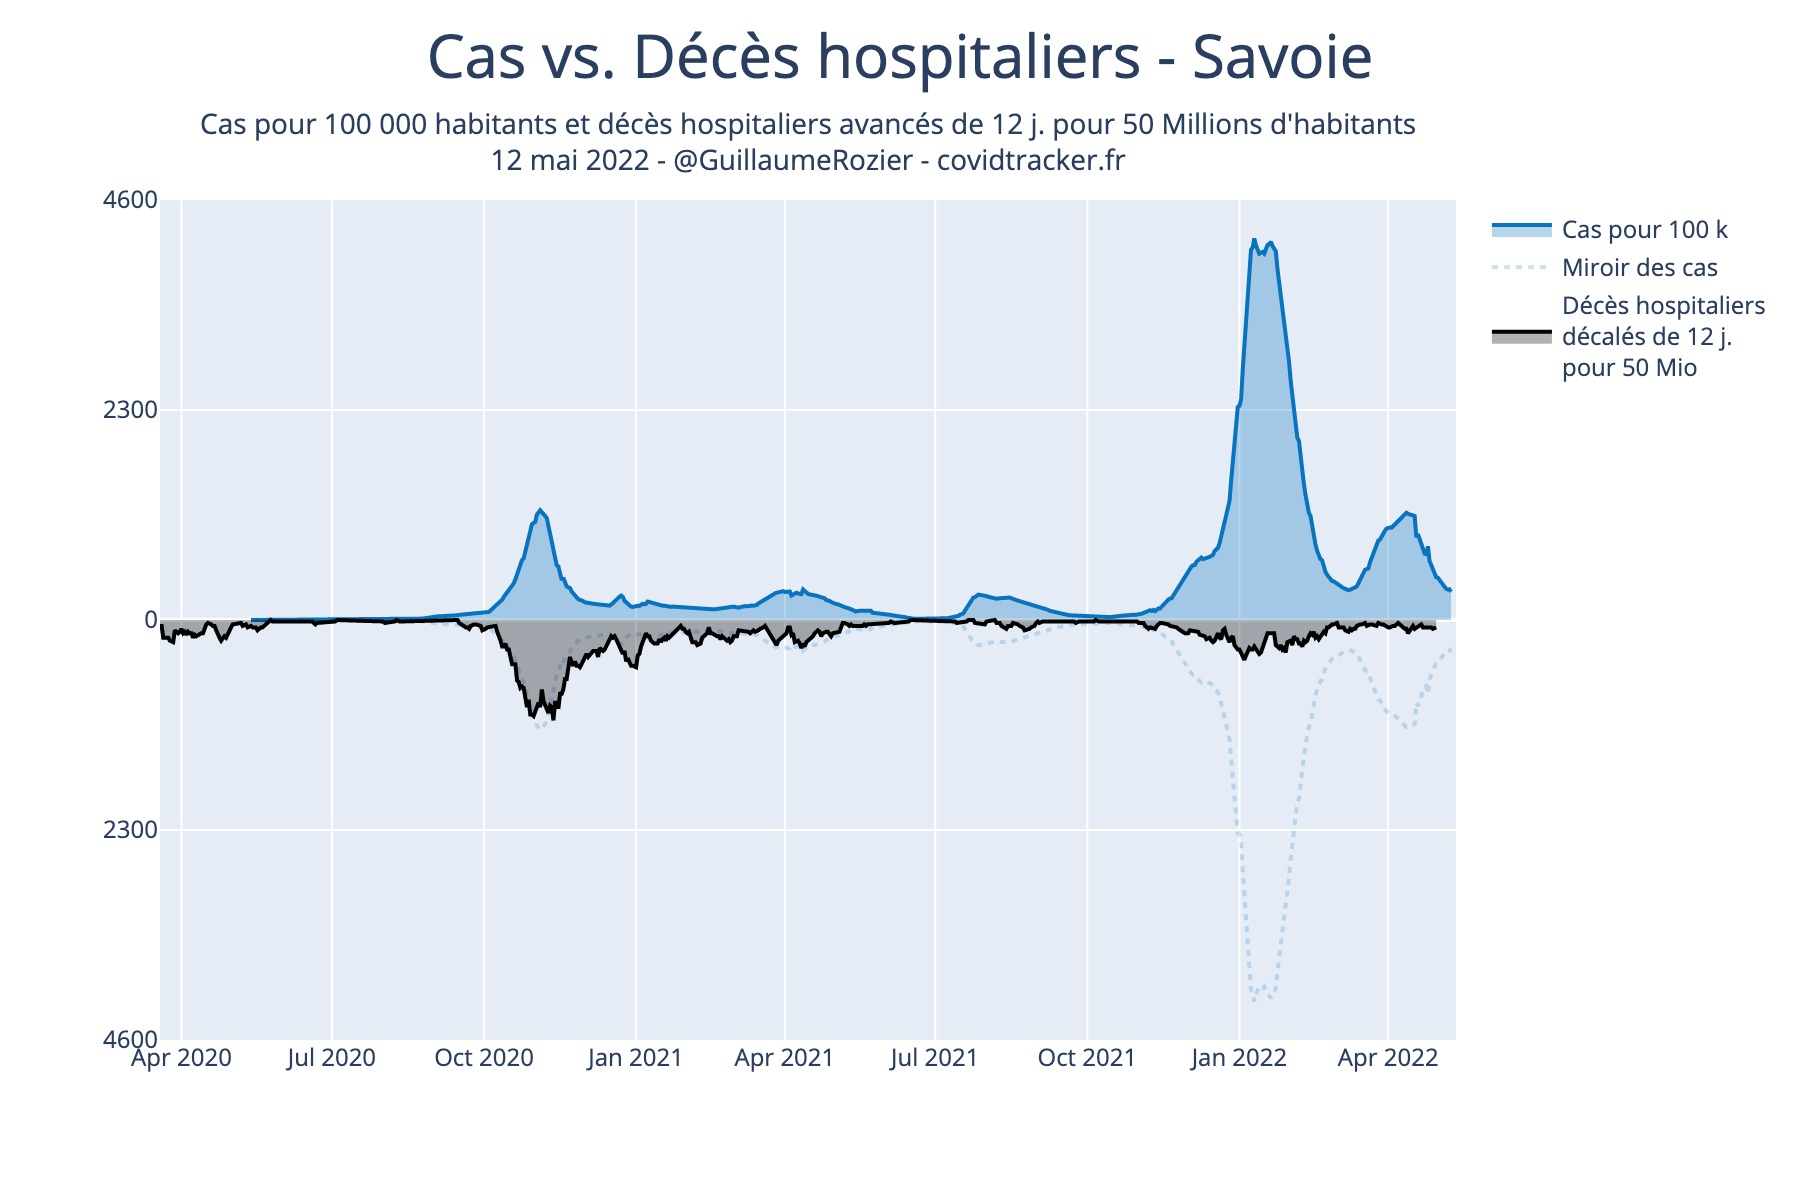 Cas vs. Décès hospitaliers - Savoie
Cas pour 100 000 habitants et décès hospitaliers avancés de 12 j. pour 50 Millions d'habitants
12 mai 2022 - @GuillaumeRozier - covidtracker.fr
4600
2300
0
2300
4600
Apr 2020
Jul 2020
Oct 2020
Jan 2021
Apr 2021
Jul 2021
Oct 2021
Jan 2022
Apr 2022
Cas pour 100 k
Miroir des cas
Décès hospitaliers
décalés de 12 j.
pour 50 Mio